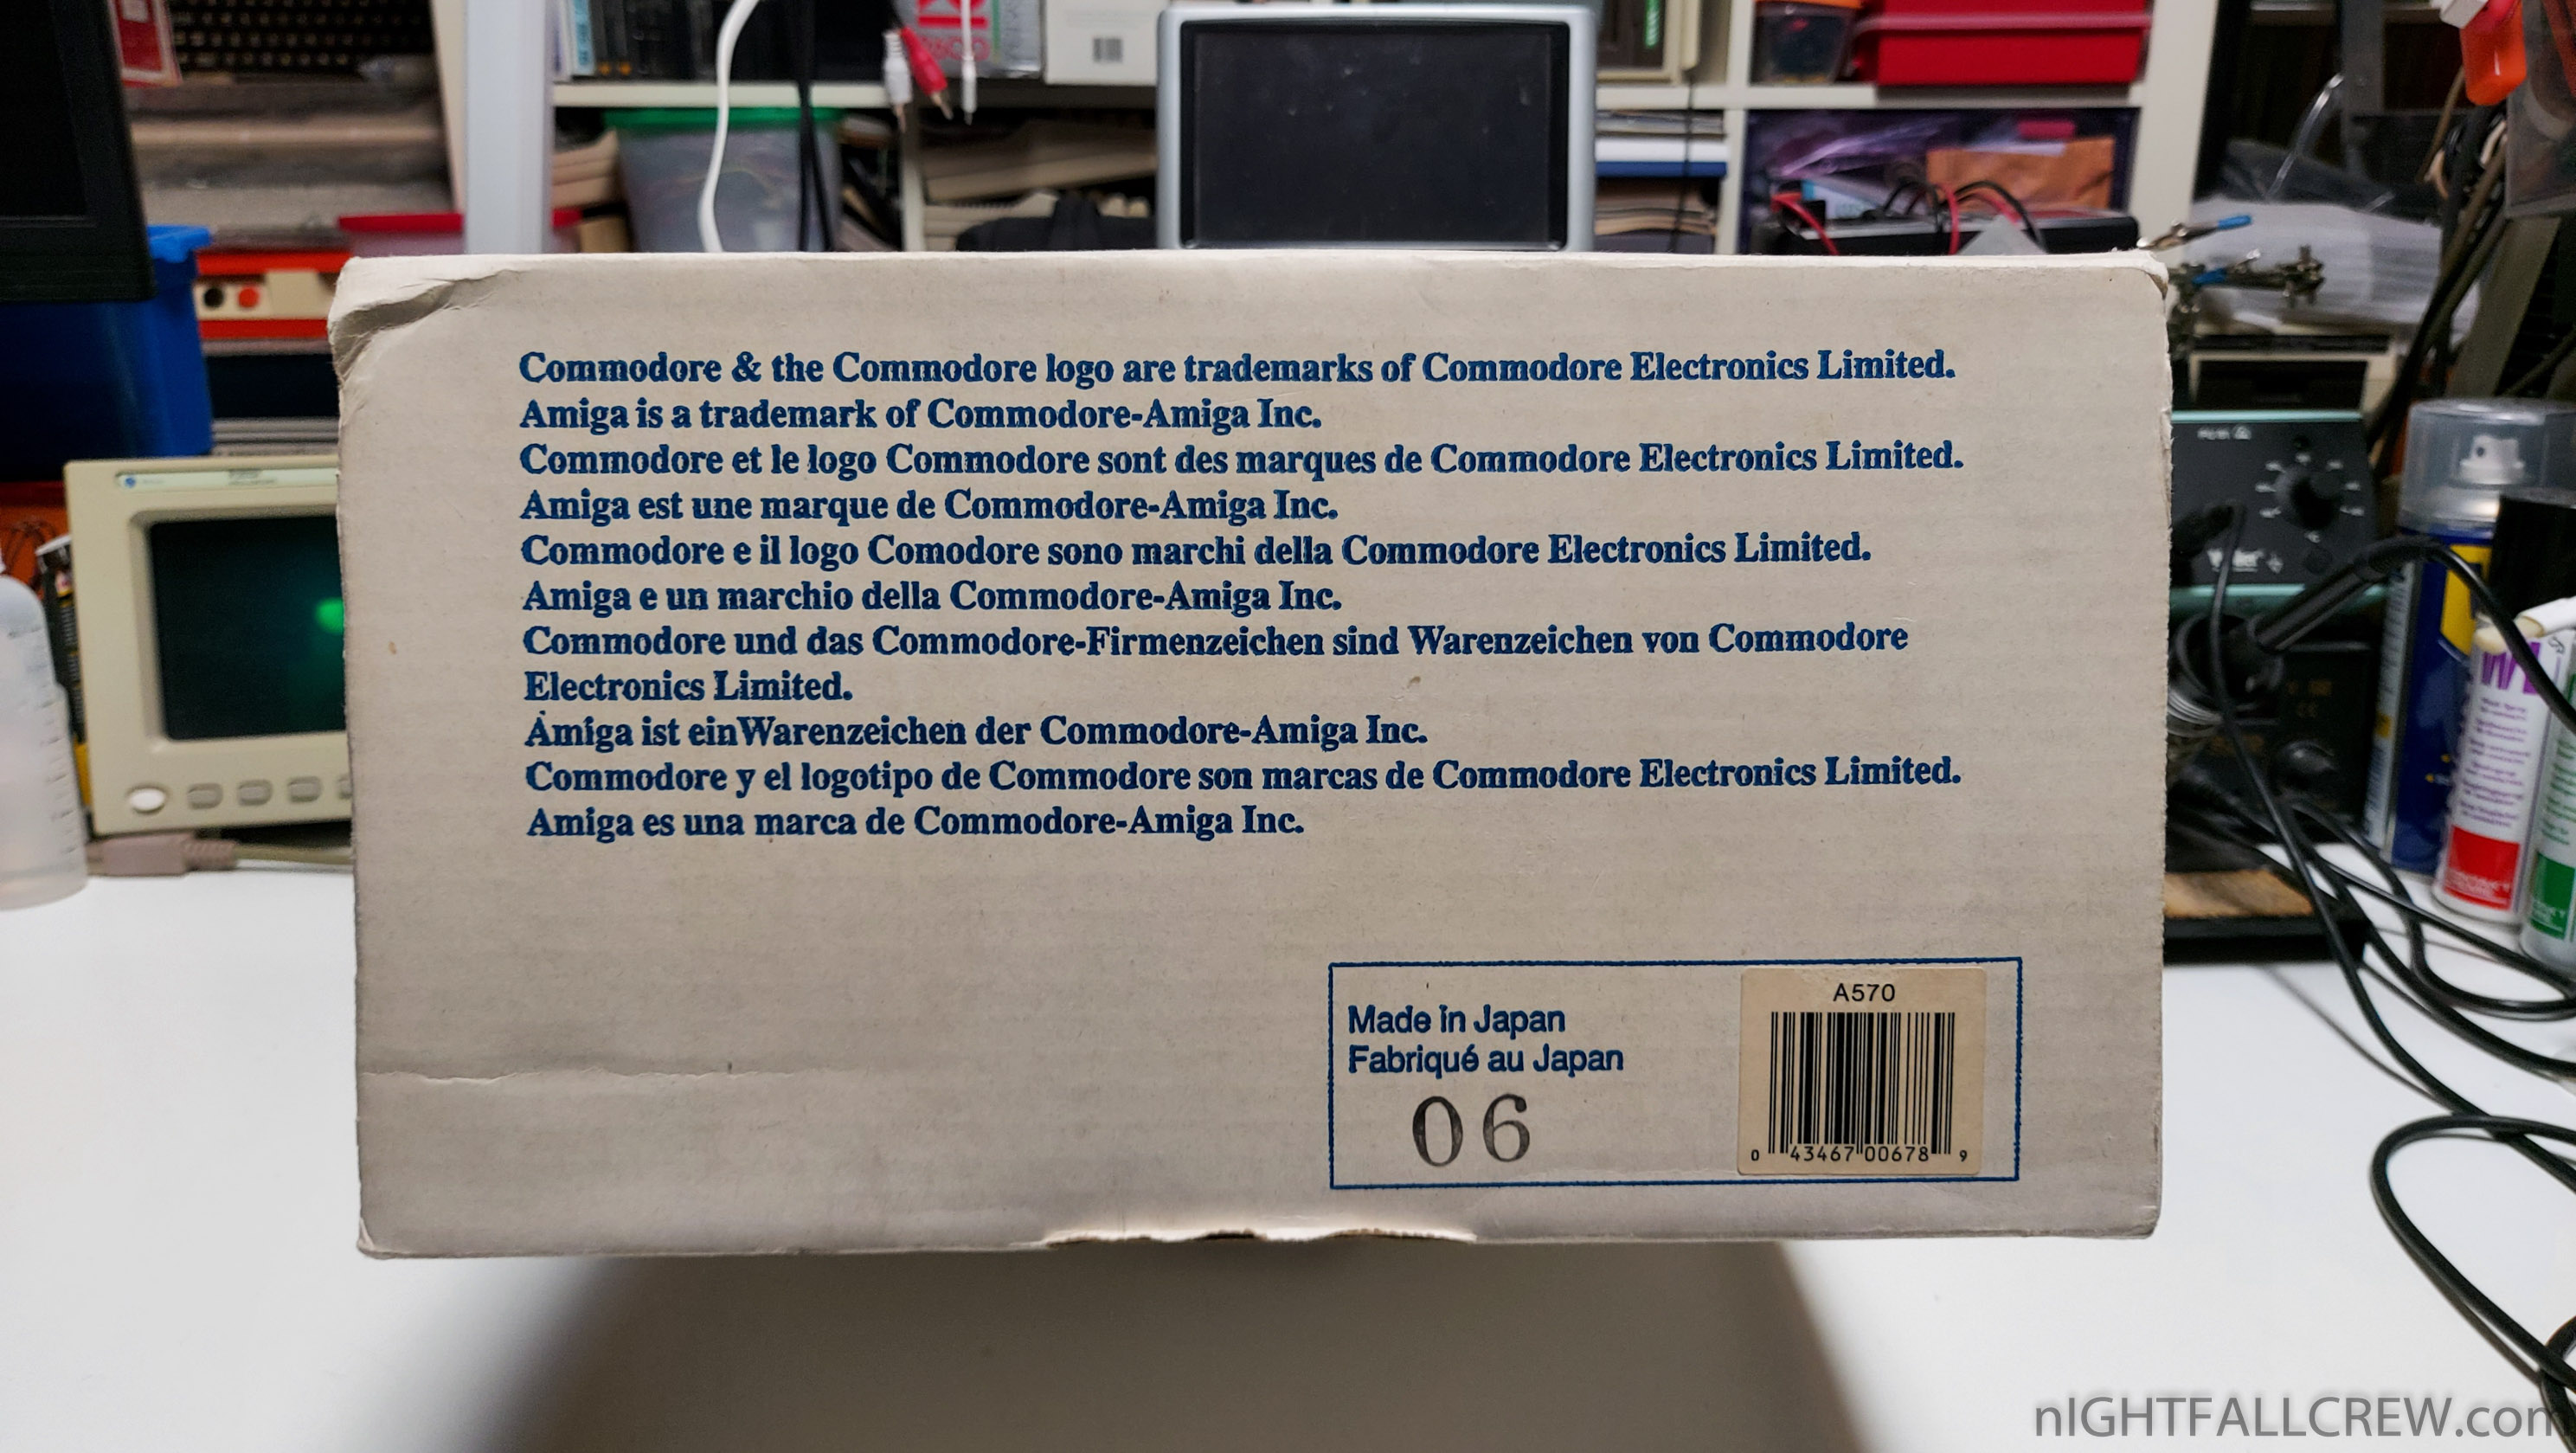 Commodore & the Commodore logo are trademarks of Commodore Electronics Limited.
Amiga is a trademark of Commodore-Amiga Inc.
Commodore et le logo Commodore sont des marques de Commodore Electronics Limited.
Amiga est une marque de Commodore-Amiga Inc.
Commodore e il logo Comodore sono marchi della Commodore Electronics Limited.
Amiga e un marchio della Commodore-Amiga Inc.
Commodore und das Commodore-Firmenzeichen sind Warenzeichen von Commodore
Electronics Limited.
Amiga ist einWarenzeichen der Commodore-Amiga Inc.
Commodore y el logotipo de Commodore son marcas de Commodore Electronics Limited.
Amiga es una marca de Commodore-Amiga Inc.
Made in Japan
Fabriqué au Japan
06
A570
0 43467 00678 9
nIGHTFALLCREW.com